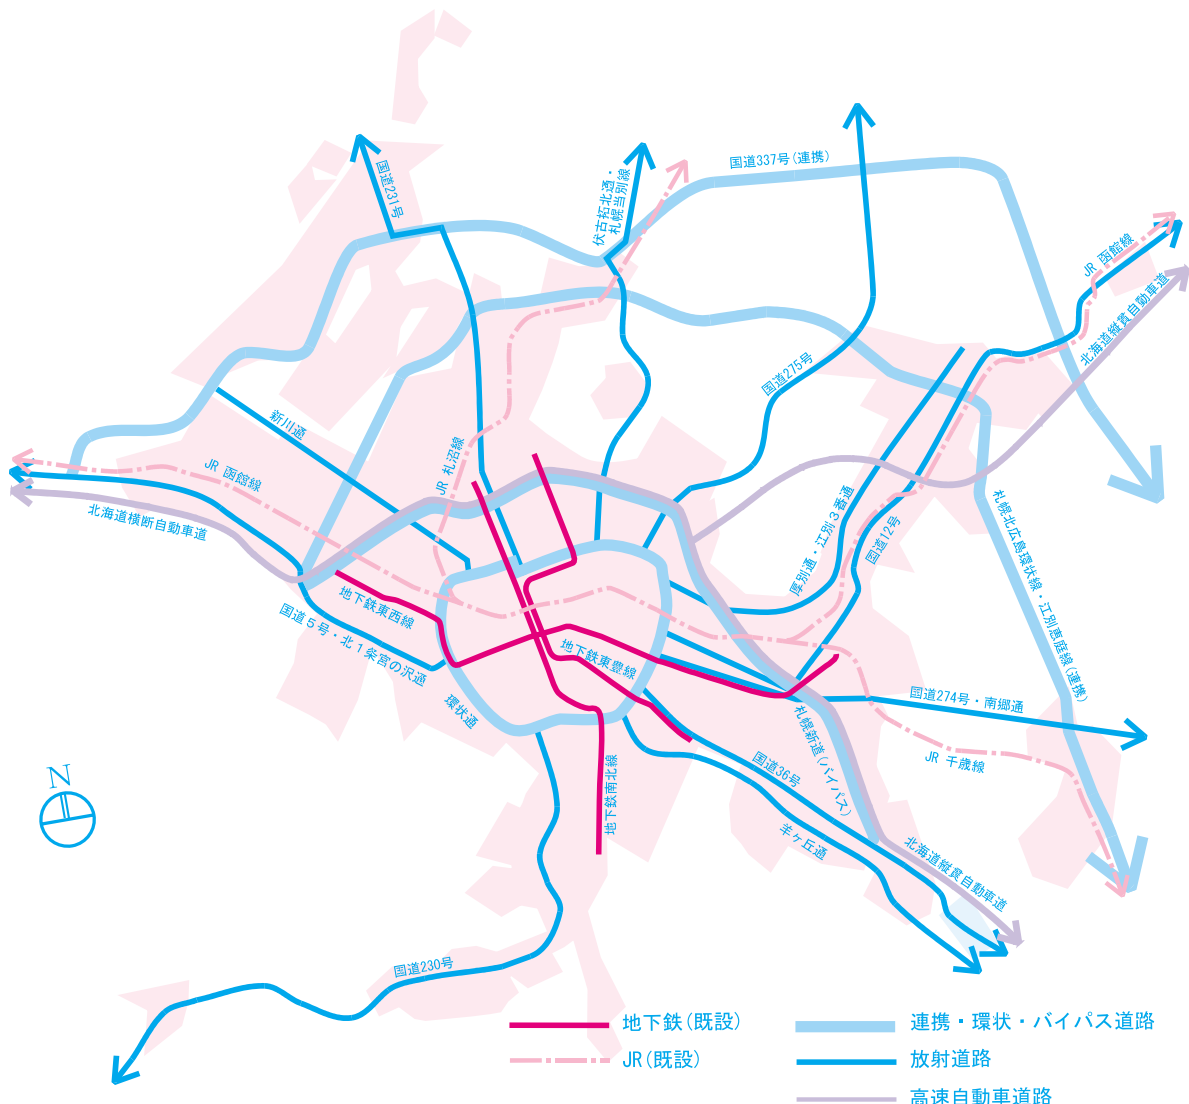 国道231号
伏古拓北通・
札幌当別線
国道337号(連携)
JR 函館線
北海道縦貫自動車道
国道275号
新川通
JR 札沼線
JR 函館線
北海道横断自動車道
厚別通・江別3番通
国道12号
札幌北広島環状線・江別恵庭線(連携)
地下鉄東西線
国道5号・北1条宮の沢通
地下鉄東豊線
環状通
国道274号・南郷通
札幌新道(バイパス)
JR 千歳線
地下鉄南北線
国道36号
羊ケ丘通
北海道縦貫自動車道
N
国道230号
地下鉄(既設)
JR(既設)
連携・環状・バイパス道路
放射道路
高速自動車道路